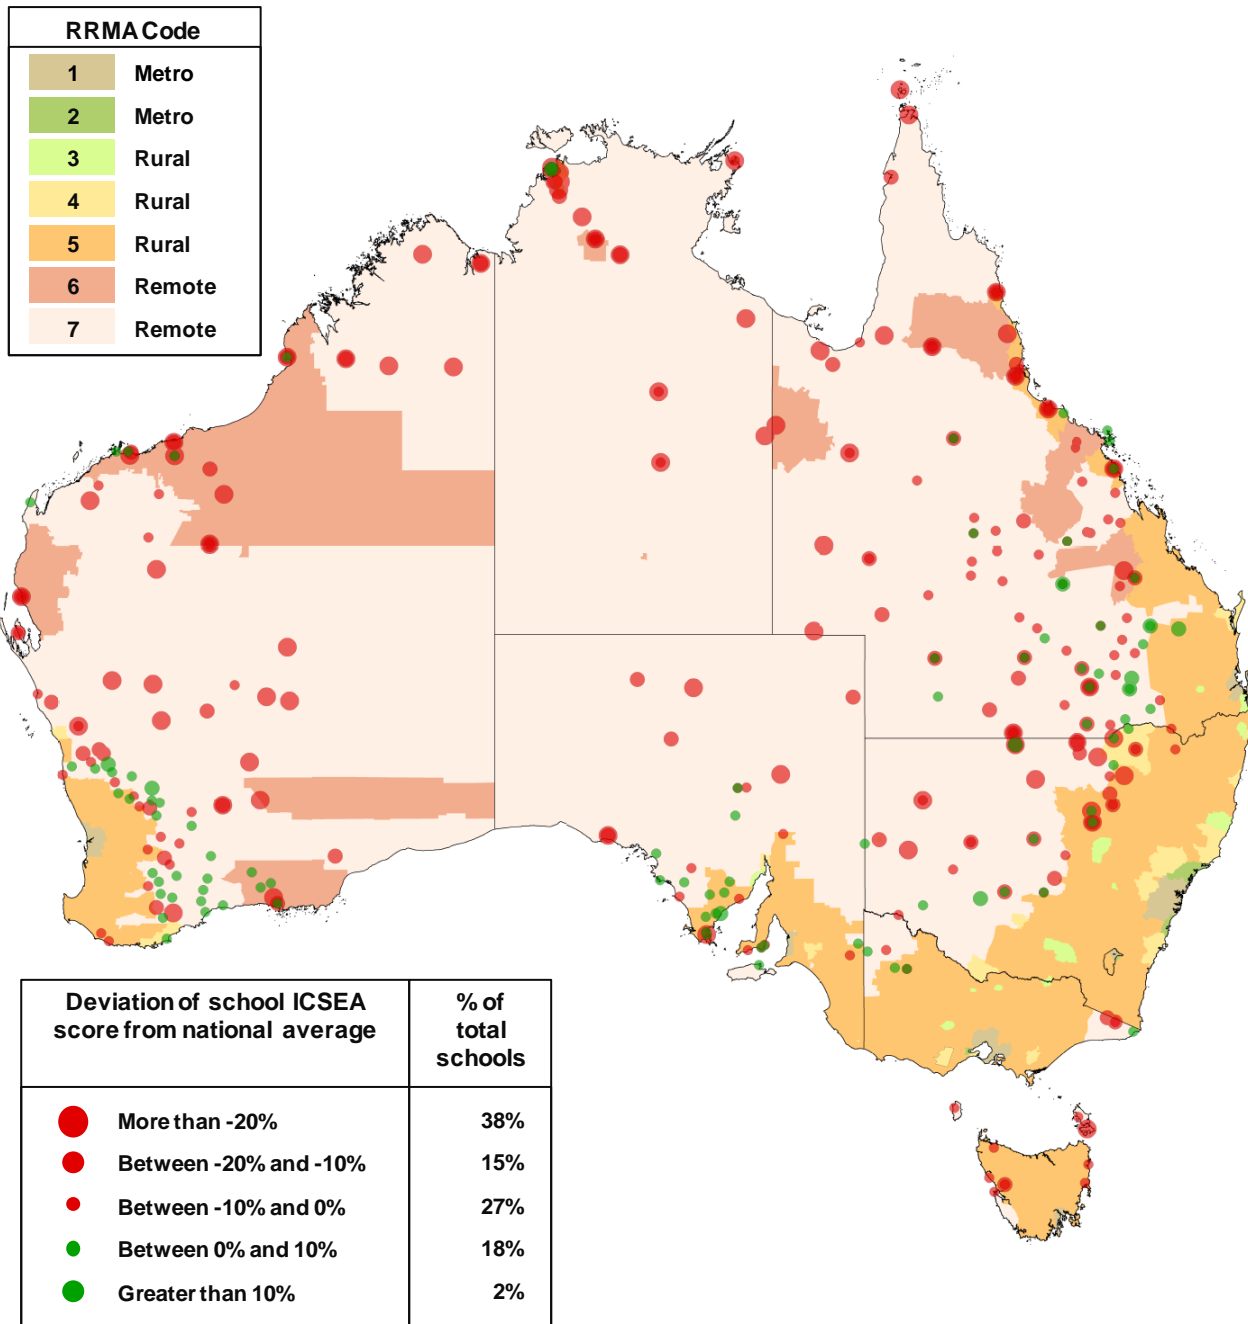 RRMA Code
1 Metro
2 Metro
3 Rural
4 Rural
5 Rural
6 Remote
7 Remote
Deviation of school ICSEA score from national average
% of total schools
More than -20% 38%
Between -20% and -10% 15%
Between -10% and 0% 27%
Between 0% and 10% 18%
Greater than 10% 2%